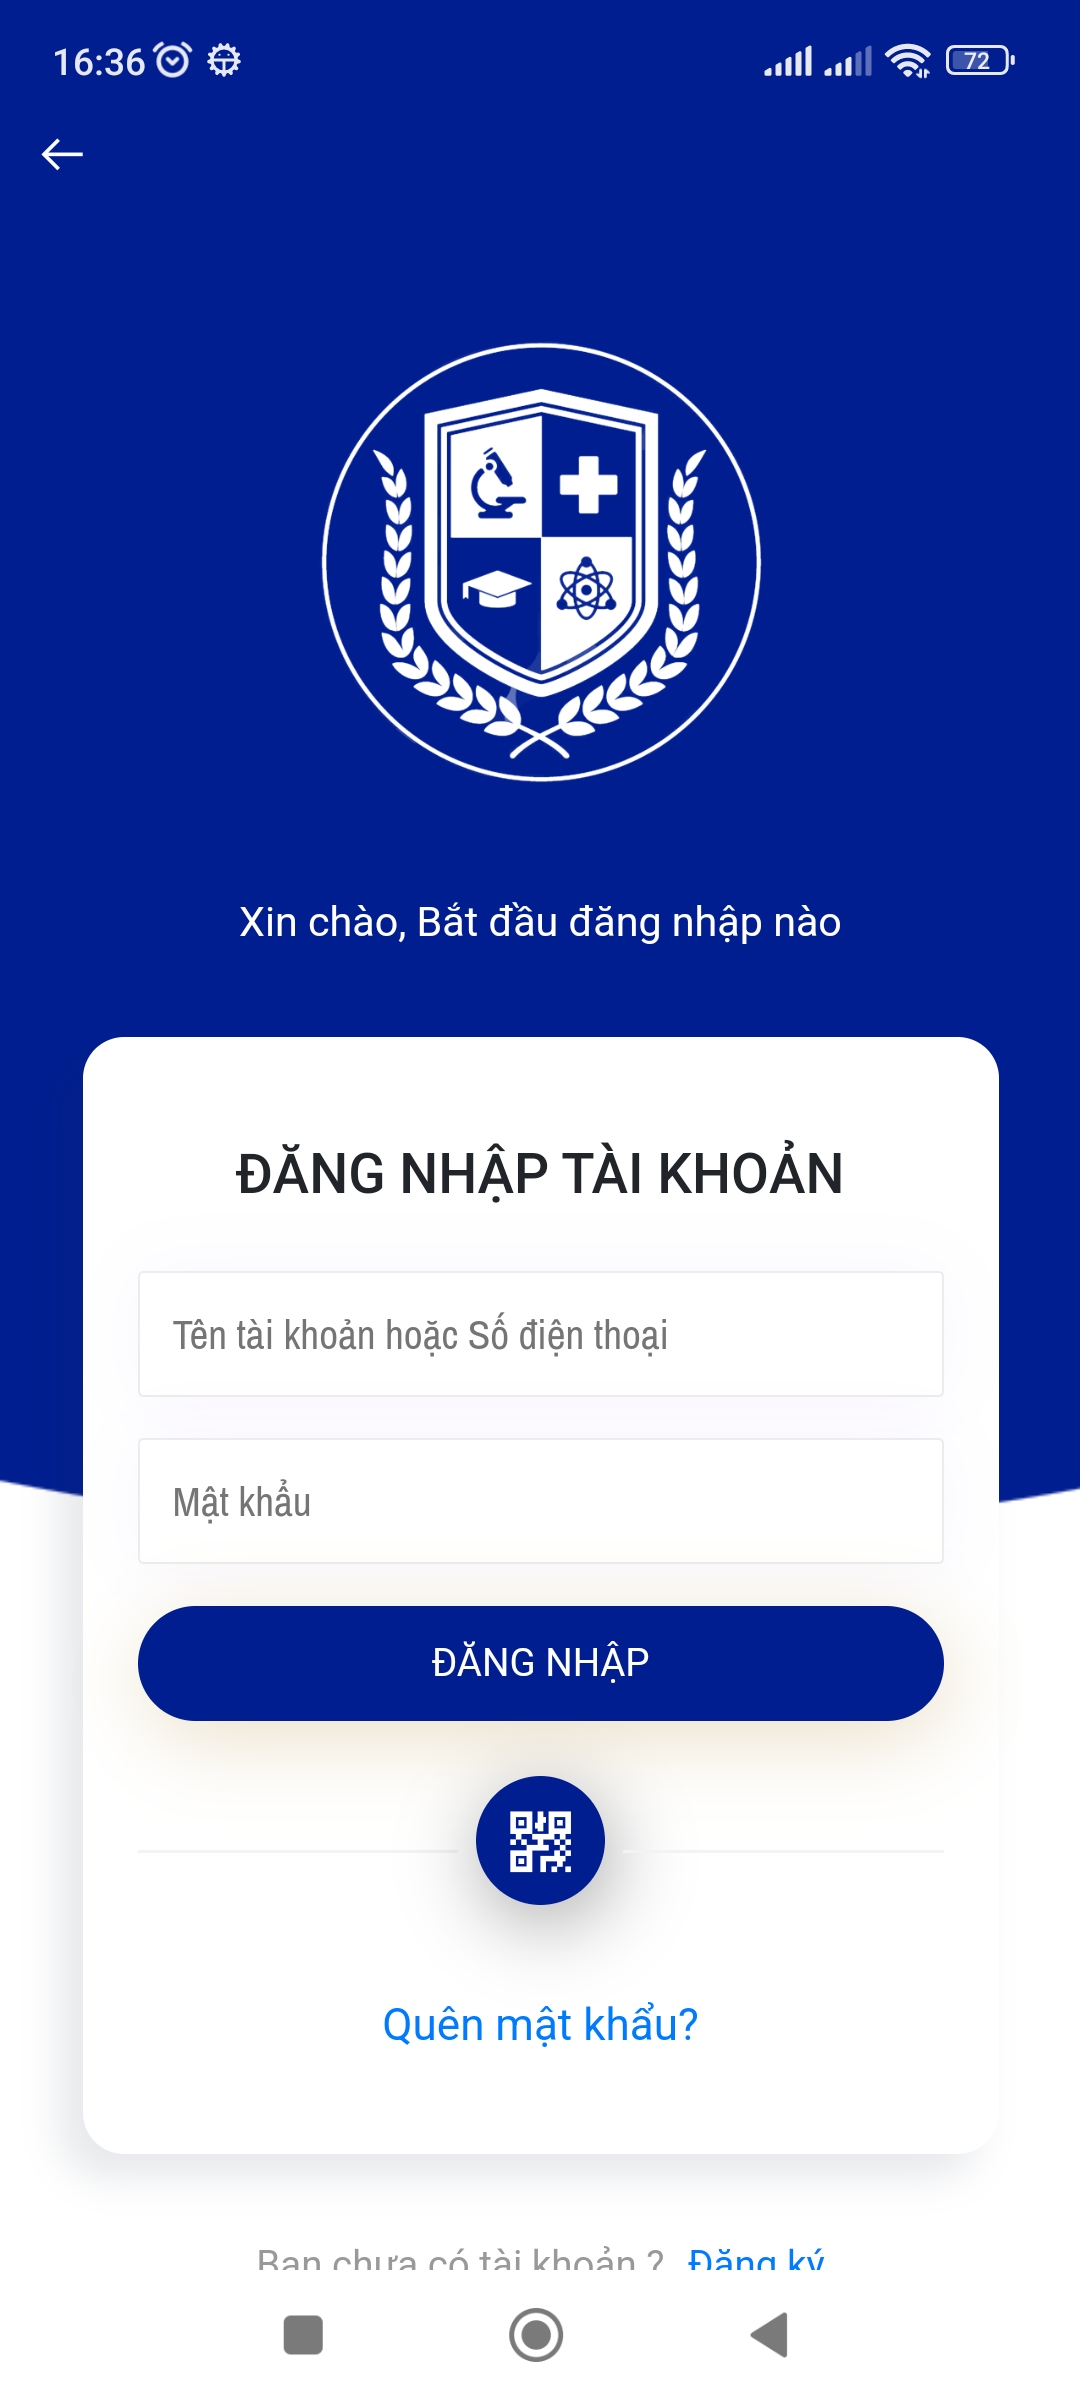 16:36
72
Xin chào, Bắt đầu đăng nhập nào
ĐĂNG NHẬP TÀI KHOẢN
Tên tài khoản hoặc Số điện thoại
Mật khẩu
ĐĂNG NHẬP
Quên mật khẩu?
Bạn chưa có tài khoản ? Đăng ký